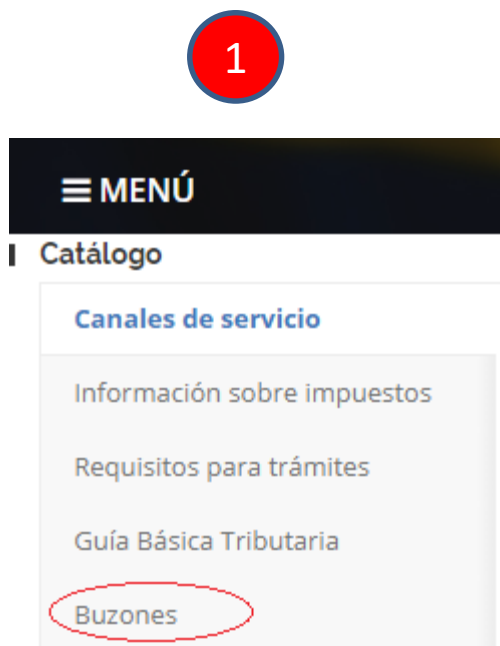 1
MENÚ
Catálogo
Canales de servicio
Información sobre impuestos
Requisitos para trámites
Guía Básica Tributaria
Buzones